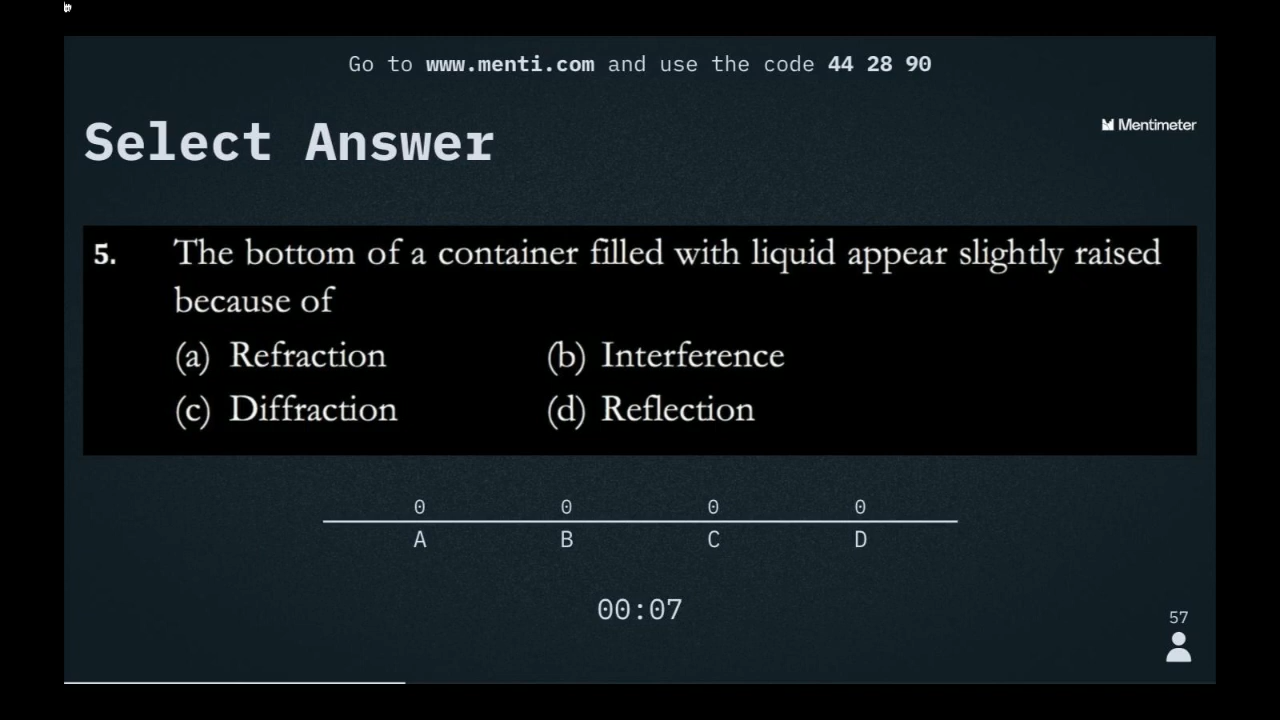 Go to www.menti.com and use the code 44 28 90
Select Answer
Mentimeter
5. The bottom of a container filled with liquid appear slightly raised
because of
(a) Refraction (b) Interference
(c) Diffraction (d) Reflection
0 0 0 0
A B C D
00:07
57